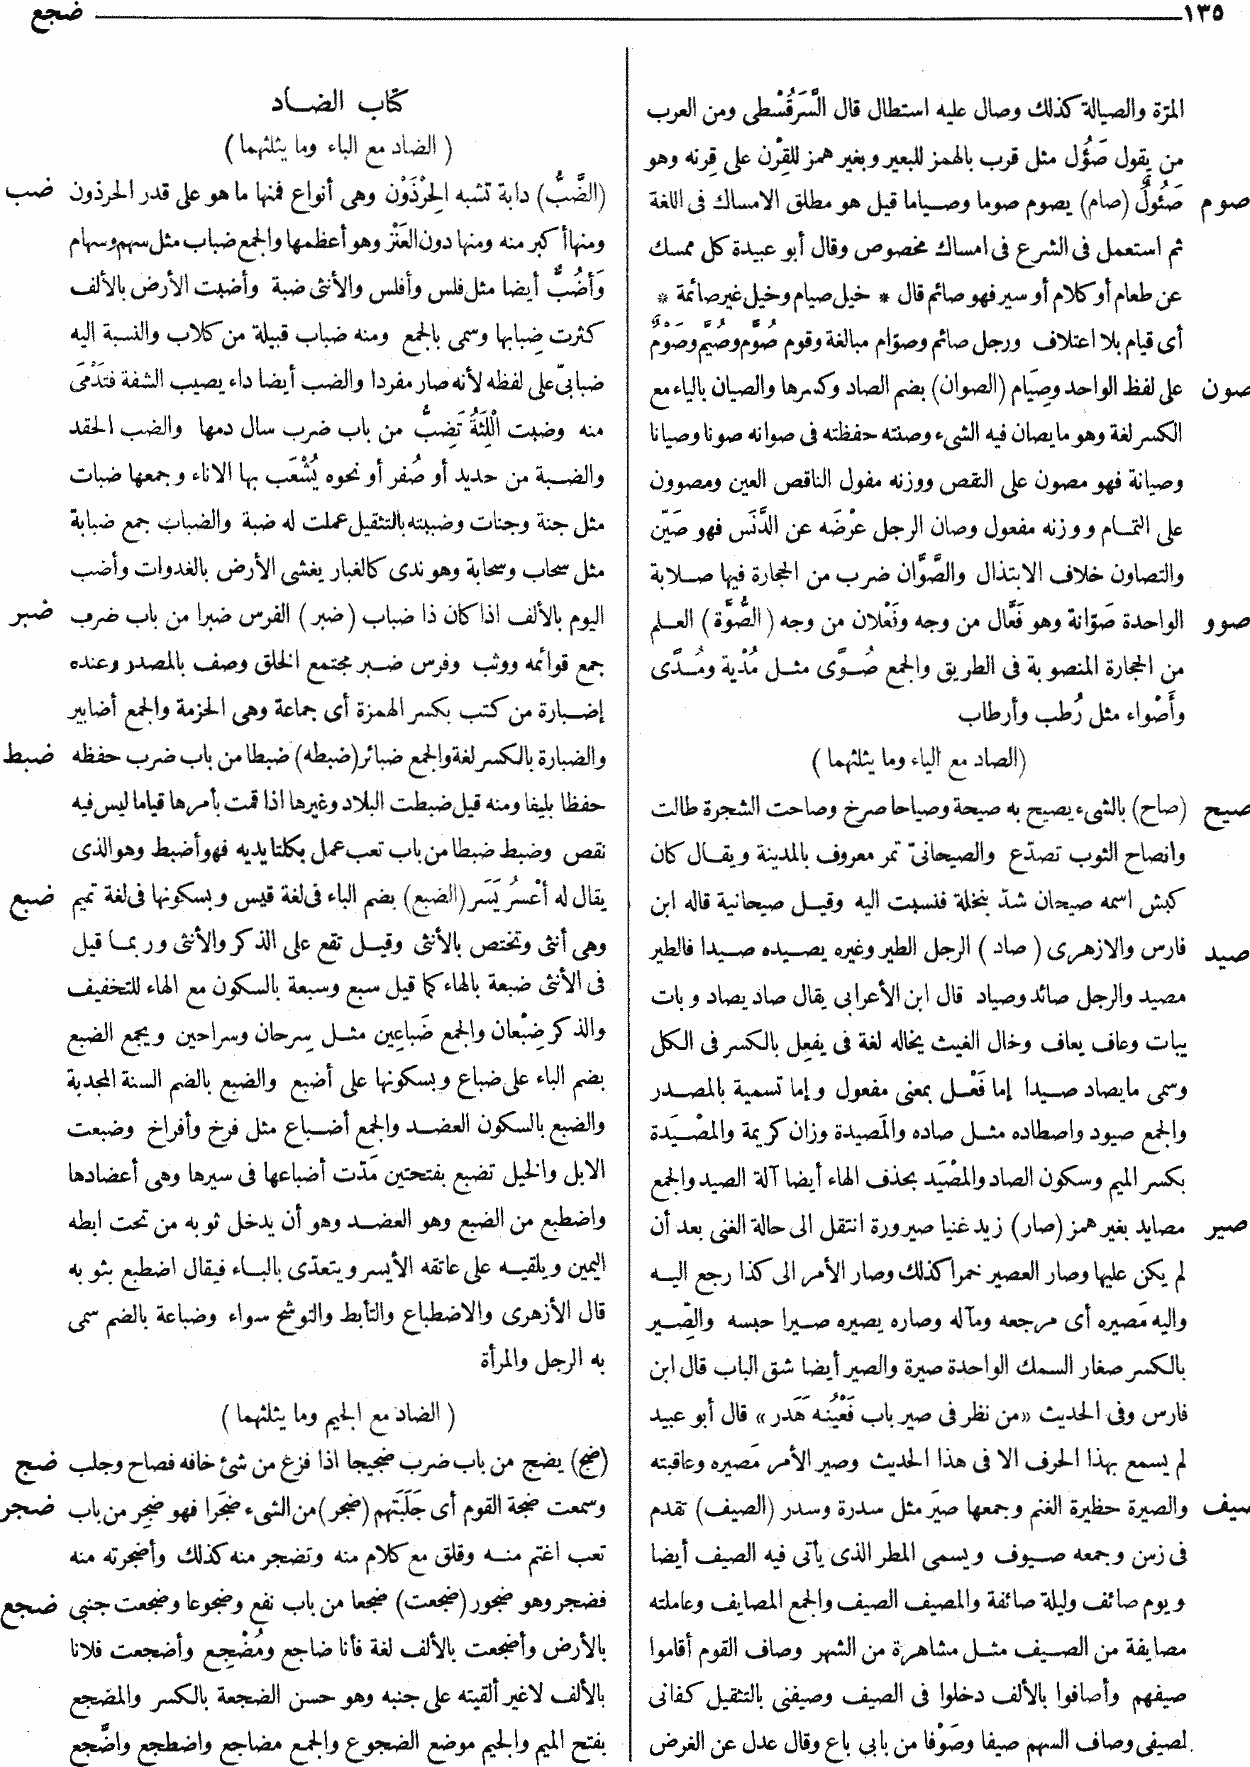 ١٣٥
ضجع
المرّة والصيالة كذلك وصال عليه استطال قال السَّرَقُسْطى ومن العرب
من يقول صَؤُل مثل قرب بالهمز للبعير وبغير همز للقِرْن على قِرنه وهو
صوم
صَئُولٌ (صام) يصوم صوما وصياما قيل هو مطلق الامساك فى اللغة
ثم استعمل فى الشرع فى امساك مخصوص وقال أبو عبيدة كل ممسك
عن طعام أو كلام أو سير فهو صائم قال * خيل صيام وخيل غير صائمة *
أى قيام بلا اعتلاف ورجل صائم وصوّام مبالغة وقوم صُوَّم وصُيَّم وصَوْمٌ
صون
على لفظ الواحد وصِيَام (الصوان) بضم الصاد وكسرها والصيان بالياء مع
الكسر لغة وهو ما يصان فيه الشىء وصنته حفظته فى صوانه صونا وصيانا
وصيانة فهو مصون على النقص ووزنه مفول الناقص العين ومصوون
على التمام ووزنه مفعول وصان الرجل عرْضَه عن الدَّنَس فهو صَيّن
والتصاون خلاف الابتذال والصَّوَّان ضرب من الحجارة فيها صلابة
صوو
الواحدة صَوّانة وهو فَعَّال من وجه وفَعْلان من وجه (الصُّوَّة) العلم
من الحجارة المنصوبة فى الطريق والجمع صُوًى مثل مُدْية ومُدًى
وأَصْواء مثل رُطب وأرطاب
(الصاد مع الياء وما يثلثهما)
صيح
(صاح) بالشىء يصيح به صيحة وصياحا صرخ وصاحت الشجرة طالت
وانصاح الثوب تصدّع والصيحانىّ تمر معروف بالمدينة ويقال كان
كبش اسمه صيحان شدّ بنخلة فنسبت اليه وقيل صيحانية قاله ابن
صيد
فارس والازهرى (صاد) الرجل الطير وغيره يصيده صيدا فالطير
مصيد والرجل صائد وصياد قال ابن الأعرابى يقال صاد يصاد وبات
يبات وعاف يعاف وخال الغيث يخاله لغة فى يفعِل بالكسر فى الكل
وسمى ما يصاد صيدا إما فَعْل بمعنى مفعول وإما تسمية بالمصدر
والجمع صيود واصطاده مثل صاده والمَصيدة وزان كريمة والمِصْيَدة
بكسر الميم وسكون الصاد والمِصْيَد بحذف الهاء أيضا آلة الصيد والجمع
صير
مصايد بغير همز (صار) زيد غنيا صيرورة انتقل الى حالة الغنى بعد أن
لم يكن عليها وصار العصير خمرا كذلك وصار الأمر الى كذا رجع اليه
واليه مَصيره أى مرجعه ومآله وصاره يصيره صيرا حبسه والصِّير
بالكسر صغار السمك الواحدة صيرة والصير أيضا شق الباب قال ابن
فارس وفى الحديث «من نظر فى صير باب فَعْينُه هَدَر» قال أبو عبيد
لم يسمع بهذا الحرف الا فى هذا الحديث وصير الأمر مَصيره وعاقبته
صيف
والصيرة حظيرة الغنم وجمعها صيَر مثل سدرة وسدر (الصيف) تقدم
فى زمن وجمعه صيوف ويسمى المطر الذى يأتى فيه الصيف أيضا
ويوم صائف وليلة صائفة والمصيف الصيف والجمع المصايف وعاملته
مصايفة من الصيف مثل مشاهرة من الشهر وصاف القوم أقاموا
صيفهم وأصافوا بالألف دخلوا فى الصيف وصيفنى بالتثقيل كفانى
لصيفى وصاف السهم صيفا وصَوْفا من بابى باع وقال عدل عن الغرض
كتاب الضاد
(الضاد مع الباء وما يثلثهما)
ضب
(الضَّبُّ) دابة تشبه الحِرْذَوْن وهى أنواع فمنها ما هو على قدر الحرذون
ومنها أكبر منه ومنها دون العَنْز وهو أعظمها والجمع ضباب مثل سهم وسهام
وَأَضُبٌّ أيضا مثل فلس وأفلس والأنثى ضبة وأضبت الأرض بالألف
كثرت ضِبابها وسمى بالجمع ومنه ضباب قبيلة من كلاب والنسبة اليه
ضبابىّ على لفظه لأنه صار مفردا والضب أيضا داء يصيب الشفة فتَدْمَى
منه وضبت اللِّثَةُ تَضِبُّ من باب ضرب سال دمها والضب الحقد
والضبة من حديد أو صُفر أو نحوه يُشْعَب بها الاناء وجمعها ضبات
مثل جنة وجنات وضببته بالتثقيل عملت له ضبة والضباب جمع ضبابة
مثل سحاب وسحابة وهو ندى كالغبار يغشى الأرض بالغدوات وأضب
ضبر
اليوم بالألف اذا كان ذا ضباب (ضبر) الفرس ضبرا من باب ضرب
جمع قوائمه ووثب وفرس ضبر مجتمع الخلق وصف بالمصدر وعنده
إضبارة من كتب بكسر الهمزة أى جماعة وهى الحزمة والجمع أضابير
ضبط
والضبارة بالكسر لغة والجمع ضبائر (ضبطه) ضبطا من باب ضرب حفظه
حفظا بليغا ومنه قيل ضبطت البلاد وغيرها اذا قمت بأمرها قياما ليس فيه
نقص وضبط ضبطا من باب تعب عمل بكلتا يديه فهو أضبط وهو الذى
ضبع
يقال له أعْسرُ يَسَر (الضبع) بضم الباء فى لغة قيس وبسكونها فى لغة تميم
وهى أنثى وتختص بالأنثى وقيل تقع على الذكر والأنثى وربما قيل
فى الأنثى ضبعة بالهاء كما قيل سبع وسبعة بالسكون مع الهاء للتخفيف
والذكر ضِبْعان والجمع ضَباعِين مثل سِرحان وسراحين ويجمع الضبع
بضم الباء على ضباع وبسكونها على أضبع والضبع بالضم السنة المجدبة
والضبع بالسكون العضد والجمع أضباع مثل فرخ وأفراخ وضبعت
الابل والخيل تضبع بفتحتين مَدّت أضباعها فى سيرها وهى أعضادها
واضطبع من الضبع وهو العضد وهو أن يدخل ثوبه من تحت ابطه
اليمين ويلقيه على عاتقه الأيسر ويتعدّى بالباء فيقال اضطبع بثوبه
قال الأزهرى والاضطباع والتأبط والتوشح سواء وضباعة بالضم سمى
به الرجل والمرأة
(الضاد مع الجيم وما يثلثهما)
ضج
(ضج) يضج من باب ضرب ضجيجا اذا فزع من شئ خافه فصاح وجلب
ضجر
وسمعت ضجة القوم أى جَلَبَتهم (ضجر) من الشىء ضجَرا فهو ضجِر من باب
تعب اغتم منه وقلق مع كلام منه وتضجر منه كذلك وأضجرته منه
ضجع
فضجر وهو ضجور (ضجعت) ضجعا من باب نفع وضجوعا وضجعت جنبى
بالأرض وأضجعت بالألف لغة فأنا ضاجع ومُضْجِع وأضجعت فلانا
بالألف لا غير ألقيته على جنبه وهو حسن الضجعة بالكسر والمضجع
بفتح الميم والجيم موضع الضجوع والجمع مضاجع واضطجع واضَّجع